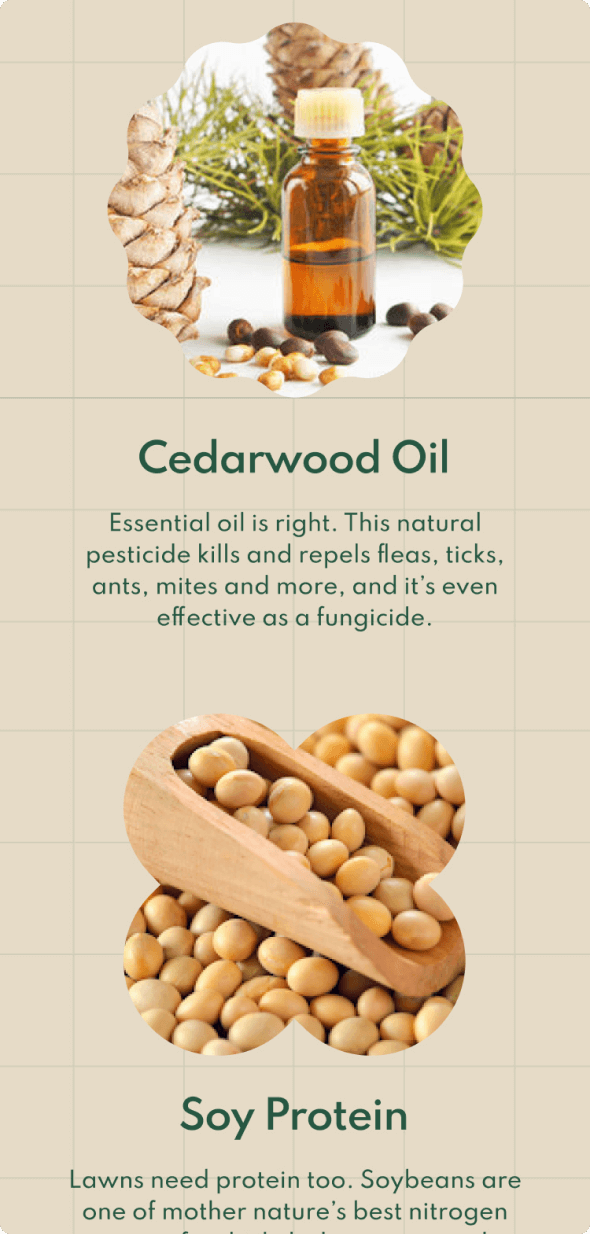 Cedarwood Oil
Essential oil is right. This natural
pesticide kills and repels fleas, ticks,
ants, mites and more, and it’s even
effective as a fungicide.
Soy Protein
Lawns need protein too. Soybeans are
one of mother nature’s best nitrogen